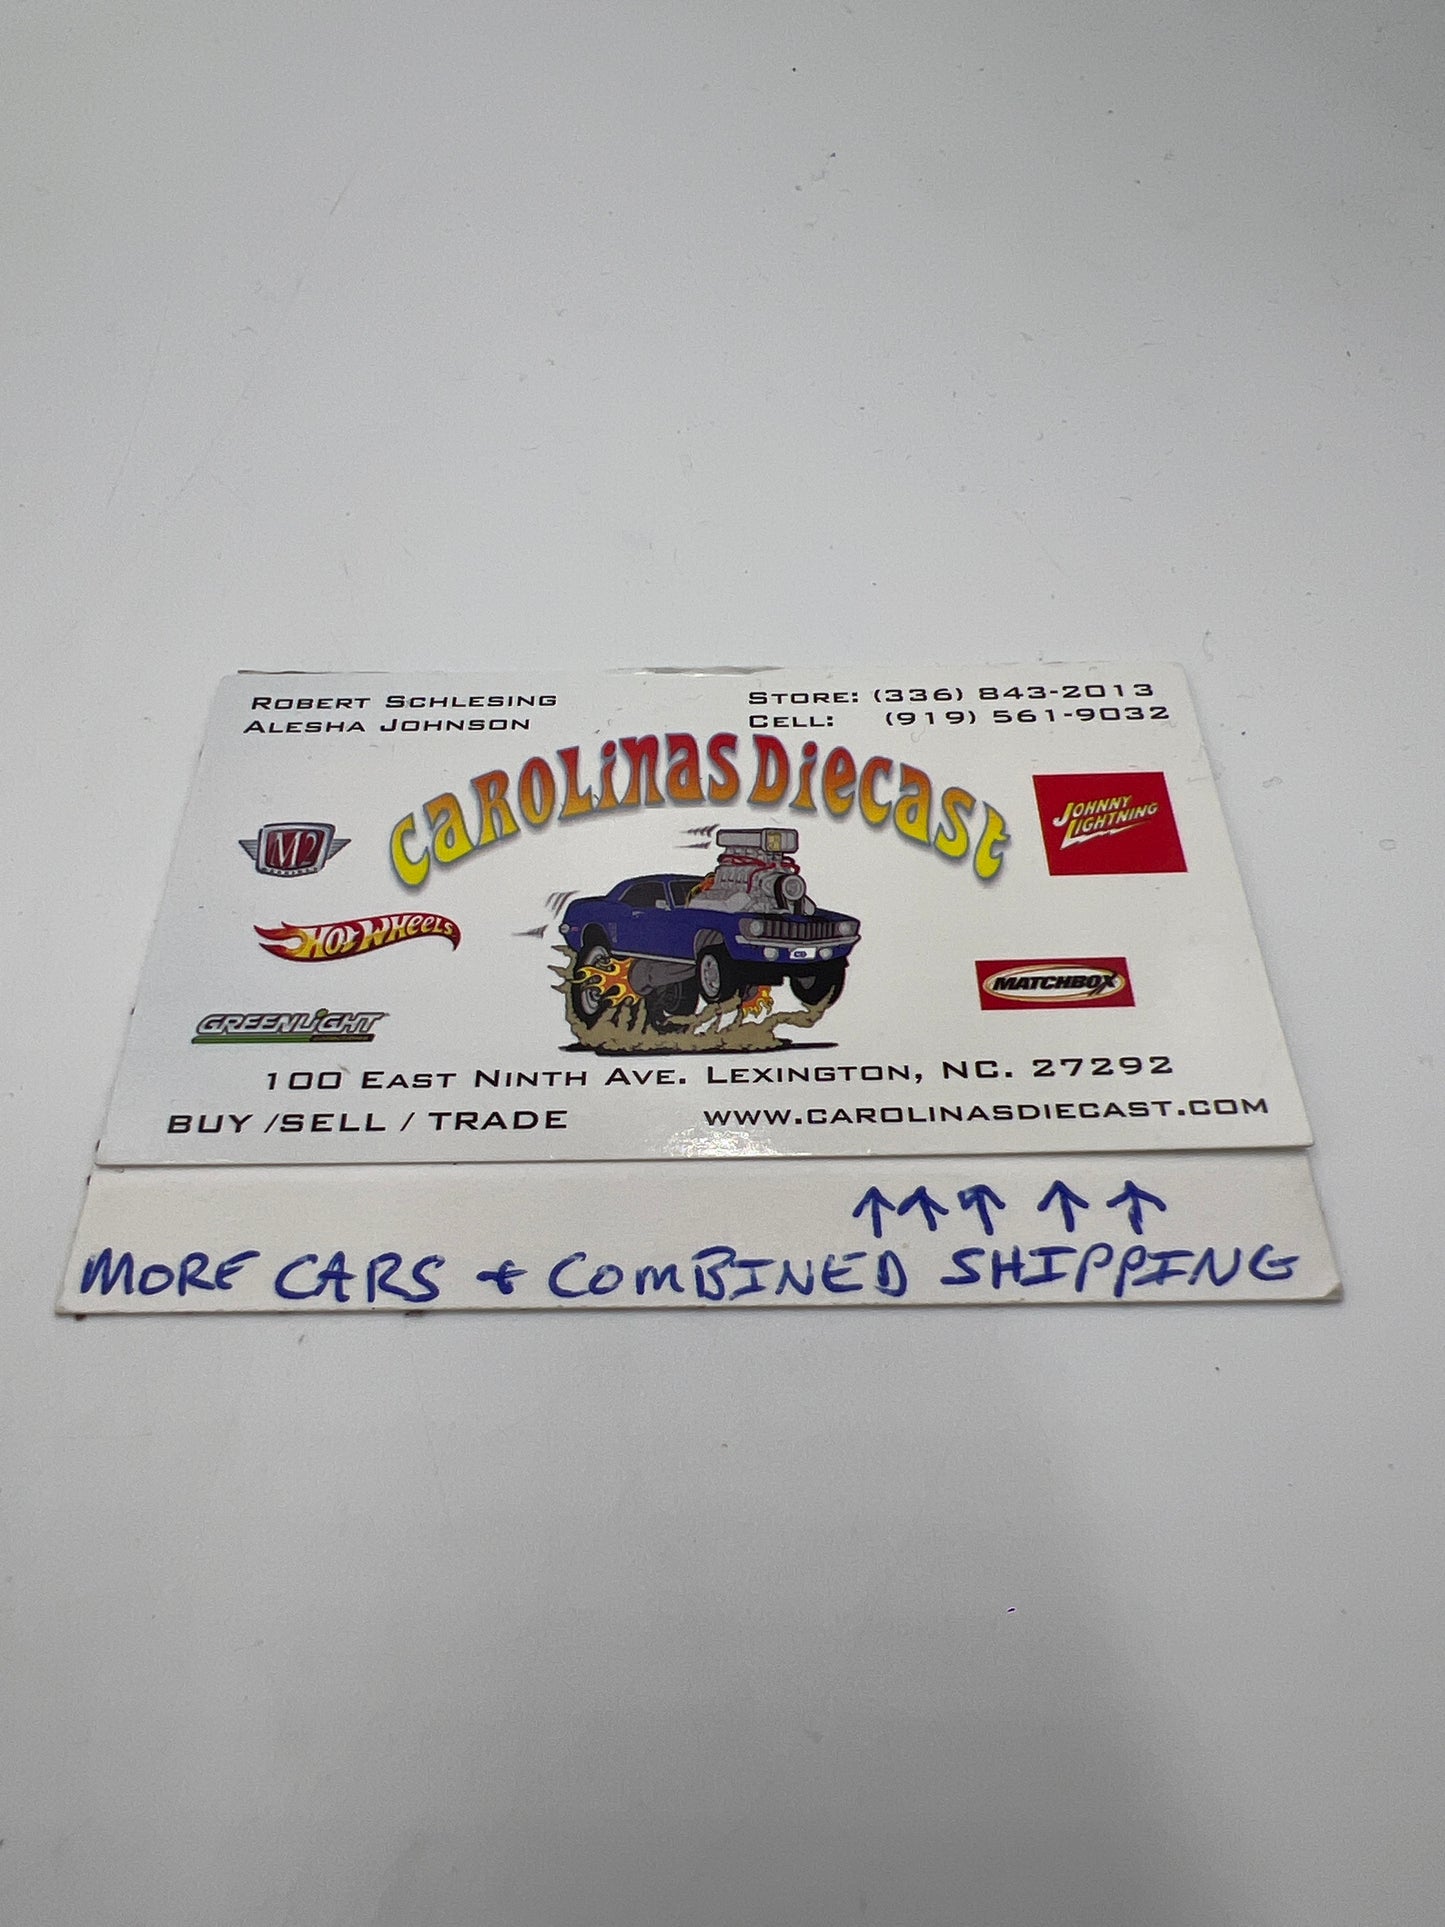 ROBERT SCHLESING
ALESHA JOHNSON
STORE: (336) 843-2013
CELL: (919) 561-9032
CAROLINAS DIECAST
M2
JOHNNY
LIGHTNING
HOT WHEELS
MATCHBOX
GREENLIGHT
100 EAST NINTH AVE. LEXINGTON, NC. 27292
BUY /SELL / TRADE
WWW.CAROLINASDIECAST.COM
↑ ↑ ↑ ↑ ↑
MORE CARS + COMBINED SHIPPING